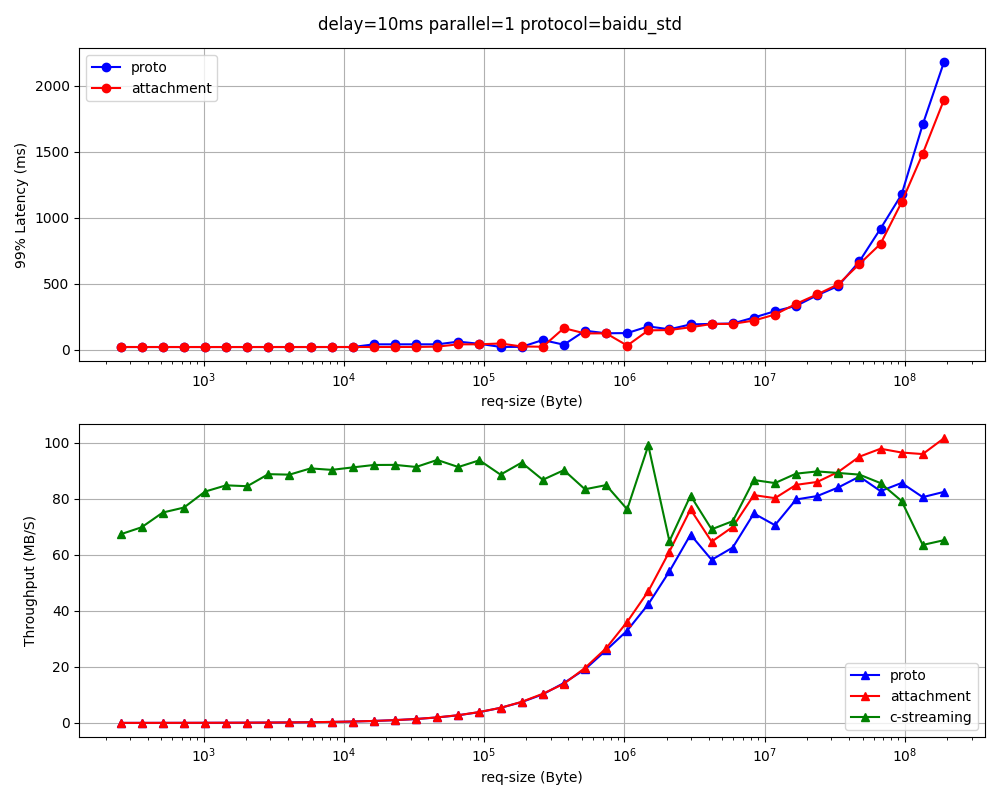 delay=10ms parallel=1 protocol=baidu_std
proto
attachment
99% Latency (ms)
2000
1500
1000
500
0
10³ 10⁴ 10⁵ 10⁶ 10⁷ 10⁸
req-size (Byte)
Throughput (MB/S)
100
80
60
40
20
0
proto
attachment
c-streaming
10³ 10⁴ 10⁵ 10⁶ 10⁷ 10⁸
req-size (Byte)